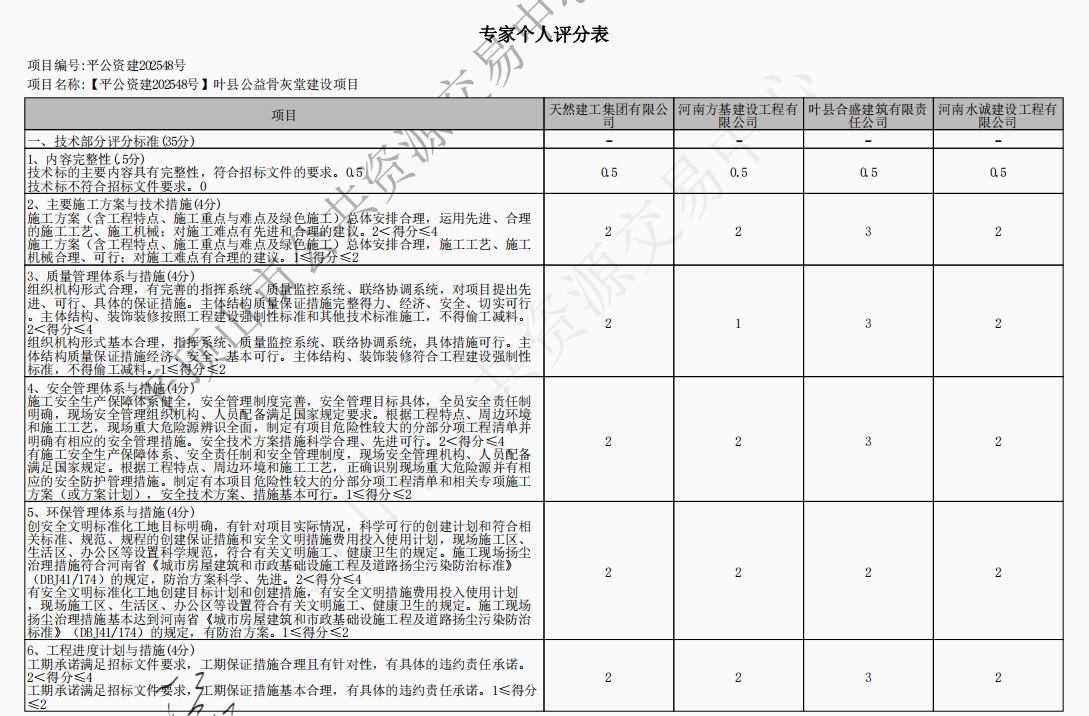 专家个人评分表
项目编号:平公资建202548号
项目名称:【平公资建202548号】叶县公益骨灰堂建设项目
项目 天然建工集团有限公司 河南方基建设工程有限公司 叶县合盛建筑有限责任公司 河南水诚建设工程有限公司
一、技术部分评分标准(35分) - - - -
1、内容完整性(.5分)
技术标的主要内容具有完整性，符合招标文件的要求。0.5
技术标不符合招标文件要求。0
0.5 0.5 0.5 0.5
2、主要施工方案与技术措施(4分)
施工方案（含工程特点、施工重点与难点及绿色施工）总体安排合理，运用先进、合理
的施工工艺、施工机械；对施工难点有先进和合理的建议。2＜得分≤4
施工方案（含工程特点、施工重点与难点及绿色施工）总体安排合理，施工工艺、施工
机械合理、可行；对施工难点有合理的建议。1≤得分≤2
2 2 3 2
3、质量管理体系与措施(4分)
组织机构形式合理，有完善的指挥系统、质量监控系统、联络协调系统，对项目提出先
进、可行、具体的保证措施。主体结构质量保证措施完整得力、经济、安全、切实可行
。主体结构、装饰装修按照工程建设强制性标准和其他技术标准施工，不得偷工减料。
2＜得分≤4
组织机构形式基本合理，指挥系统、质量监控系统、联络协调系统，具体措施可行。主
体结构质量保证措施经济、安全、基本可行。主体结构、装饰装修符合工程建设强制性
标准，不得偷工减料。1≤得分≤2
2 1 3 2
4、安全管理体系与措施(4分)
施工安全生产保障体系健全，安全管理制度完善，安全管理目标具体，全员安全责任制
明确，现场安全管理组织机构、人员配备满足国家规定要求。根据工程特点、周边环境
和施工工艺，现场重大危险源辨识全面，制定有项目危险性较大的分部分项工程清单并
明确有相应的安全管理措施。安全技术方案措施科学合理、先进可行。2＜得分≤4
有施工安全生产保障体系、安全责任制和安全管理制度，现场安全管理机构、人员配备
满足国家规定。根据工程特点、周边环境和施工工艺，正确识别现场重大危险源并有相
应的安全防护管理措施。制定有本项目危险性较大的分部分项工程清单和相关专项施工
方案（或方案计划），安全技术方案、措施基本可行。1≤得分≤2
2 2 3 2
5、环保管理体系与措施(4分)
创安全文明标准化工地目标明确，有针对项目实际情况，科学可行的创建计划和符合相
关标准、规范、规程的创建保证措施和安全文明措施费用投入使用计划，现场施工区、
生活区、办公区等设置科学规范，符合有关文明施工、健康卫生的规定。施工现场扬尘
治理措施符合河南省《城市房屋建筑和市政基础设施工程及道路扬尘污染防治标准》
（DBJ41/174）的规定，防治方案科学、先进。2＜得分≤4
有安全文明标准化工地创建目标计划和创建措施，有安全文明措施费用投入使用计划
，现场施工区、生活区、办公区等设置符合有关文明施工、健康卫生的规定。施工现场
扬尘治理措施基本达到河南省《城市房屋建筑和市政基础设施工程及道路扬尘污染防治
标准》（DBJ41/174）的规定，有防治方案。1≤得分≤2
2 2 2 2
6、工程进度计划与措施(4分)
工期承诺满足招标文件要求，工期保证措施合理且有针对性，有具体的违约责任承诺。
2＜得分≤4
工期承诺满足招标文件要求，工期保证措施基本合理，有具体的违约责任承诺。1≤得分
≤2
2 2 3 2